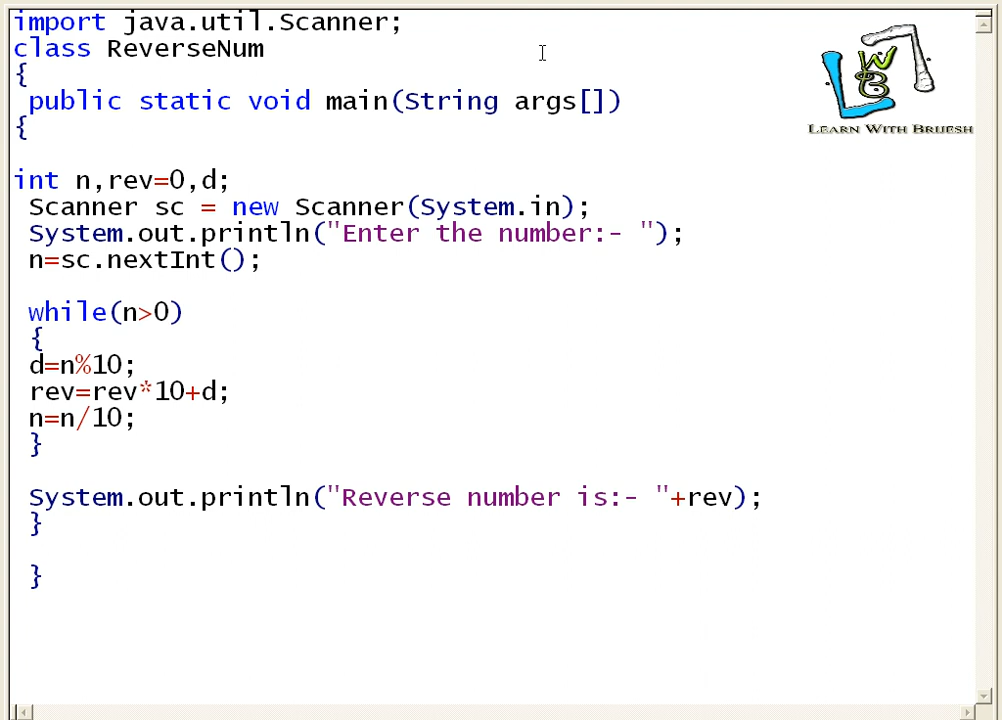 import java.util.Scanner;
class ReverseNum
{
public static void main(String args[])
{
int n,rev=0,d;
Scanner sc = new Scanner(System.in);
System.out.println("Enter the number:- ");
n=sc.nextInt();
while(n>0)
{
d=n%10;
rev=rev*10+d;
n=n/10;
}
System.out.println("Reverse number is:- "+rev);
}
}
LWB
Learn With Brijesh